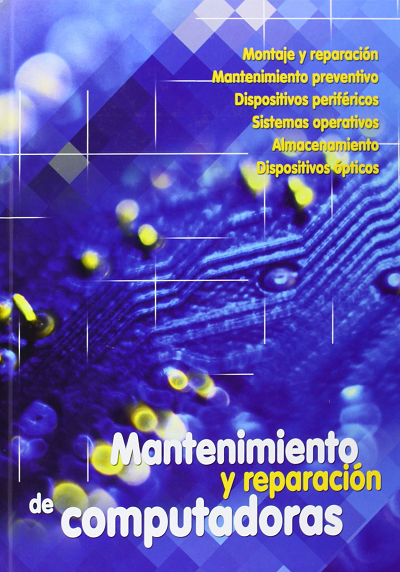 Montaje y reparación
Mantenimiento preventivo
Dispositivos periféricos
Sistemas operativos
Almacenamiento
Dispositivos ópticos
Mantenimiento
y reparación
de computadoras